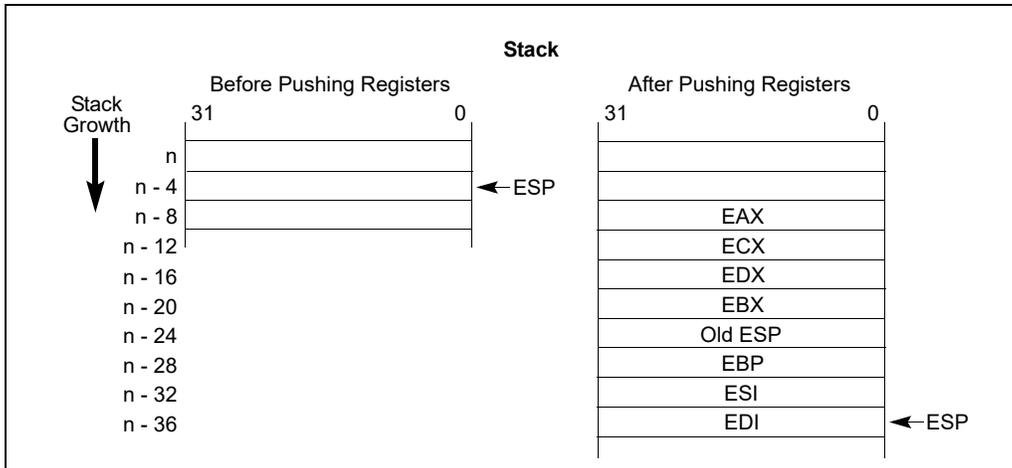 Stack
Before Pushing Registers
After Pushing Registers
Stack
Growth
31 0
31 0
n
n - 4 ESP
n - 8 EAX
n - 12 ECX
n - 16 EDX
n - 20 EBX
n - 24 Old ESP
n - 28 EBP
n - 32 ESI
n - 36 EDI ESP